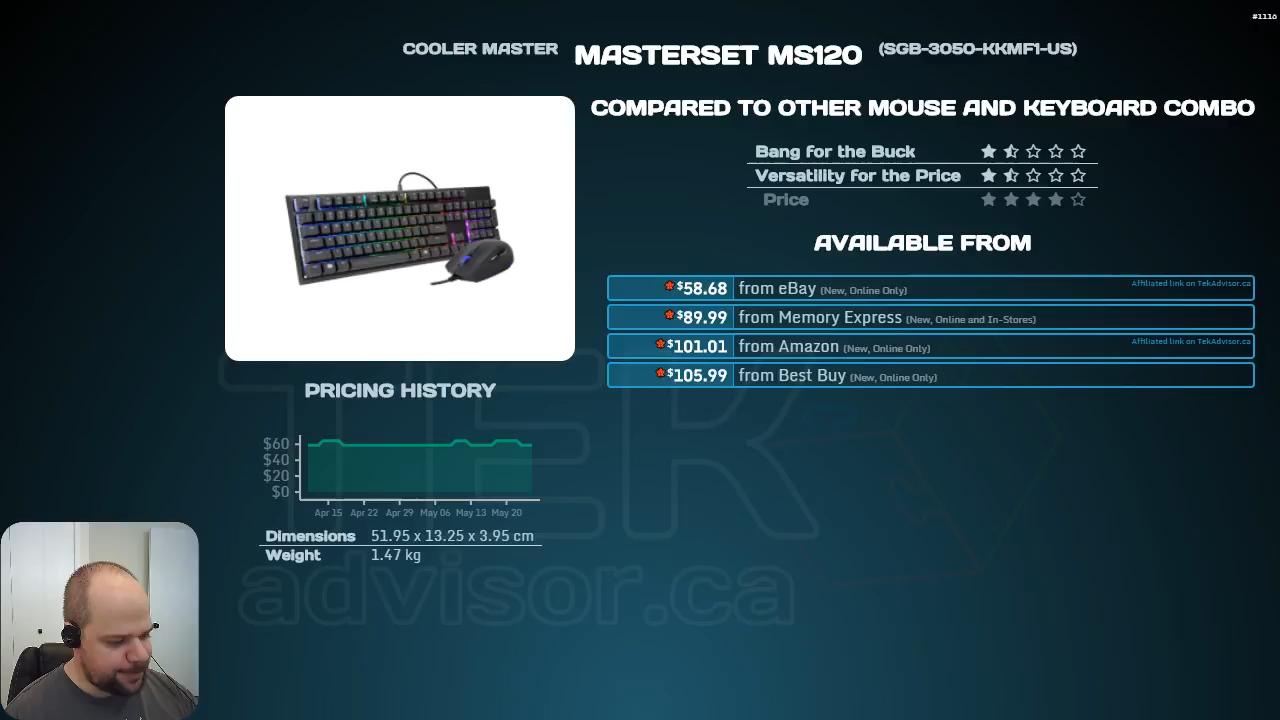 #1116
COOLER MASTER MASTERSET MS120 (SGB-3050-KKMF1-US)
COMPARED TO OTHER MOUSE AND KEYBOARD COMBO
Bang for the Buck
Versatility for the Price
Price
AVAILABLE FROM
$58.68 from eBay (New, Online Only) Affiliated link on TekAdvisor.ca
$89.99 from Memory Express (New, Online and In-Stores)
$101.01 from Amazon (New, Online Only) Affiliated link on TekAdvisor.ca
$105.99 from Best Buy (New, Online Only)
PRICING HISTORY
$60
$40
$20
$0
Apr 15 Apr 22 Apr 29 May 06 May 13 May 20
Dimensions 51.95 x 13.25 x 3.95 cm
Weight 1.47 kg
TEK
advisor.ca